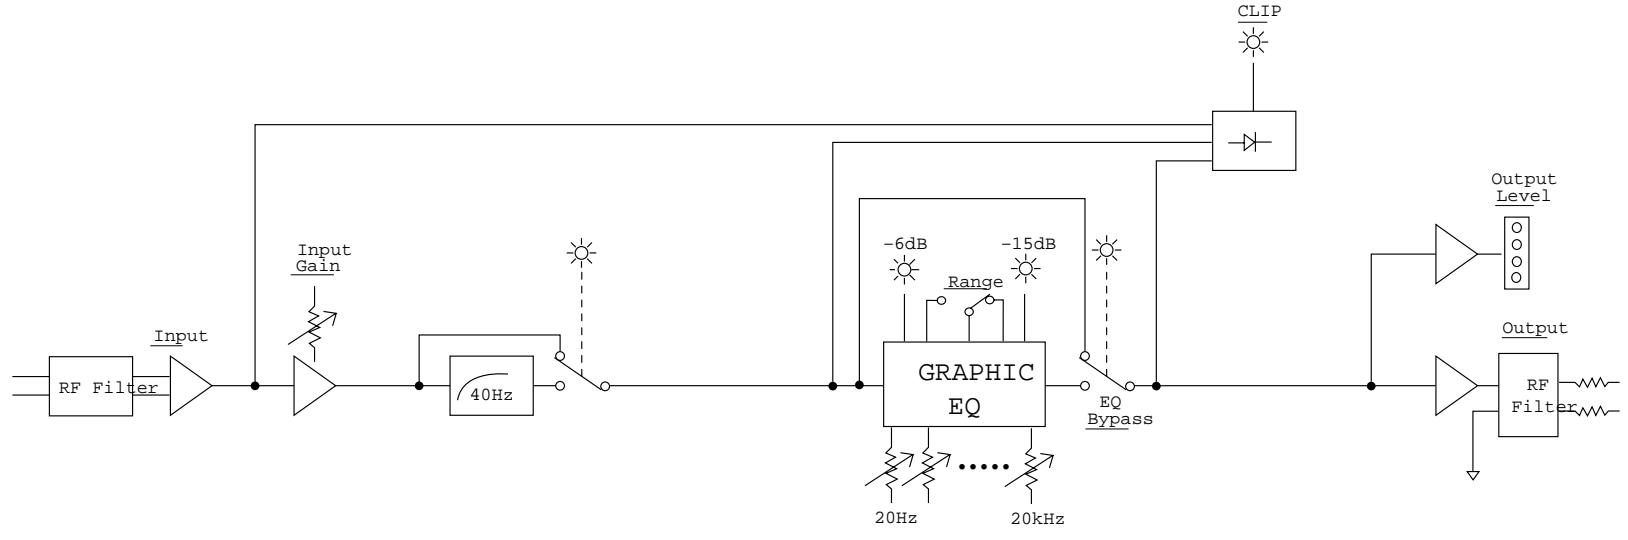 CLIP
Output
Level
-6dB
-15dB
Input
Gain
Range
Input
Output
RF Filter
40Hz
GRAPHIC
EQ
EQ
Bypass
RF
Filter
20Hz
20kHz